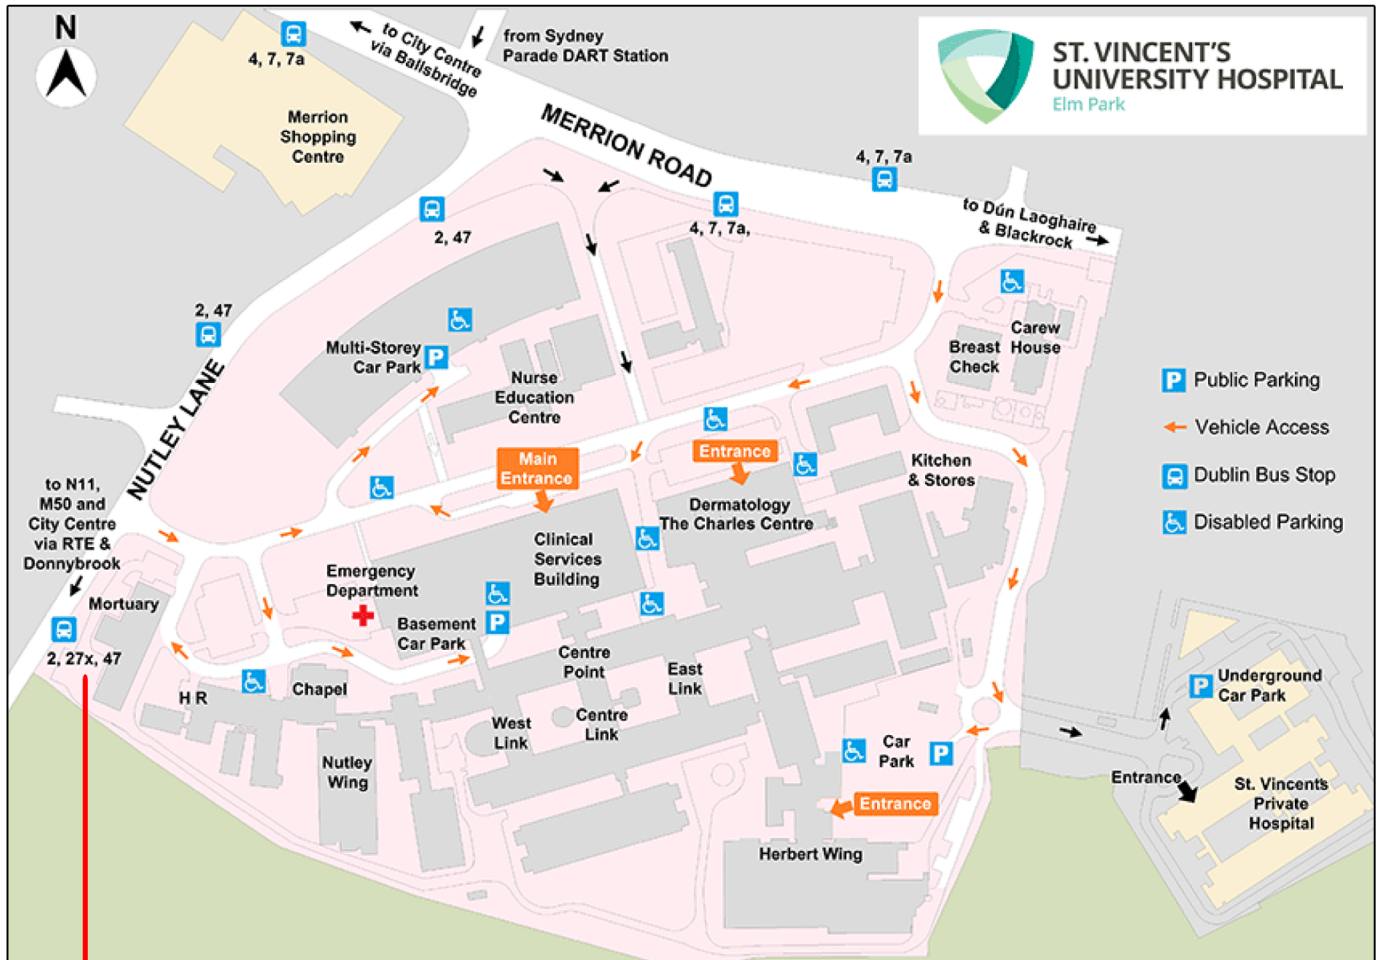 N
4, 7, 7a
to City Centre
via Ballsbridge
from Sydney
Parade DART Station
ST. VINCENT'S
UNIVERSITY HOSPITAL
Elm Park
Merrion
Shopping
Centre
MERRION ROAD
4, 7, 7a
2, 47
4, 7, 7a,
to Dún Laoghaire
& Blackrock
2, 47
Multi-Storey
Car Park
P
Nurse
Education
Centre
Breast
Check
Carew
House
P Public Parking
Vehicle Access
Dublin Bus Stop
Disabled Parking
NUTLEY LANE
Main
Entrance
Entrance
Kitchen
& Stores
to N11,
M50 and
City Centre
via RTE &
Donnybrook
Dermatology
The Charles Centre
Clinical
Services
Building
Emergency
Department
Mortuary
Basement
Car Park
P
2, 27x, 47
Centre
Point
East
Link
H R
Chapel
West
Link
Centre
Link
Nutley
Wing
Car
Park
P
P
Underground
Car Park
Entrance
Entrance
St. Vincent's
Private
Hospital
Herbert Wing